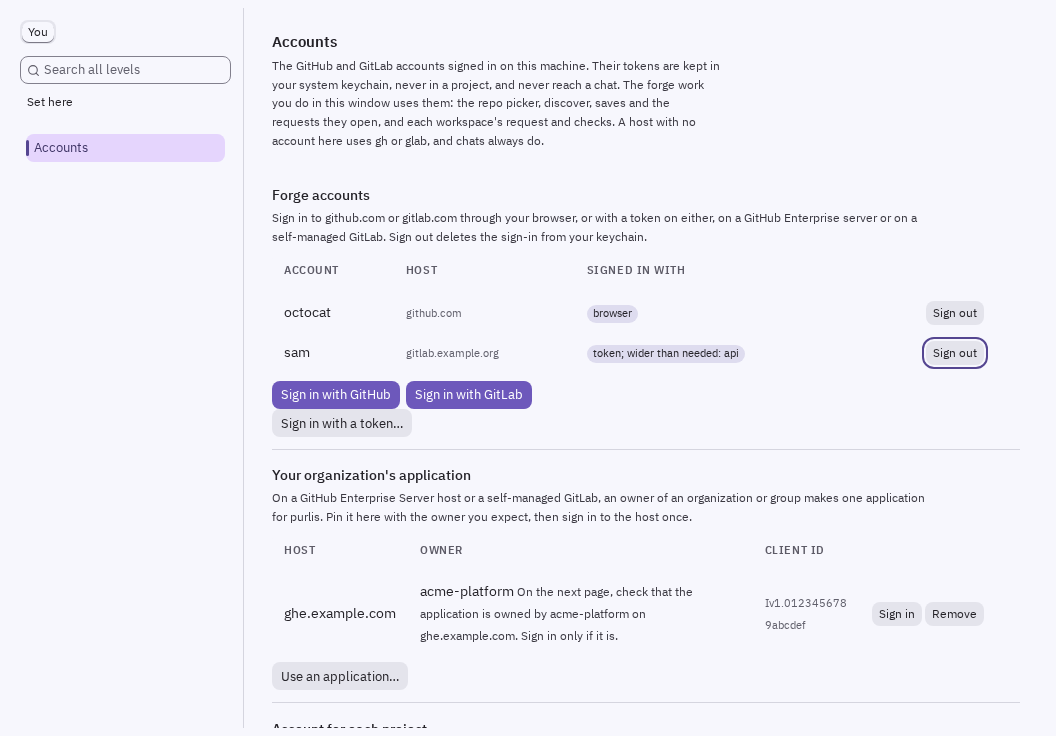 You
Search all levels
Set here
Accounts
Accounts
The GitHub and GitLab accounts signed in on this machine. Their tokens are kept in
your system keychain, never in a project, and never reach a chat. The forge work
you do in this window uses them: the repo picker, discover, saves and the
requests they open, and each workspace's request and checks. A host with no
account here uses gh or glab, and chats always do.
Forge accounts
Sign in to github.com or gitlab.com through your browser, or with a token on either, on a GitHub Enterprise server or on a
self-managed GitLab. Sign out deletes the sign-in from your keychain.
ACCOUNT HOST SIGNED IN WITH
octocat github.com browser Sign out
sam gitlab.example.org token; wider than needed: api Sign out
Sign in with GitHub Sign in with GitLab
Sign in with a token...
Your organization's application
On a GitHub Enterprise Server host or a self-managed GitLab, an owner of an organization or group makes one application
for purlis. Pin it here with the owner you expect, then sign in to the host once.
HOST OWNER CLIENT ID
acme-platform On the next page, check that the
application is owned by acme-platform on
ghe.example.com. Sign in only if it is.
ghe.example.com
Iv1.012345678
9abcdef
Sign in Remove
Use an application...
Account for each project